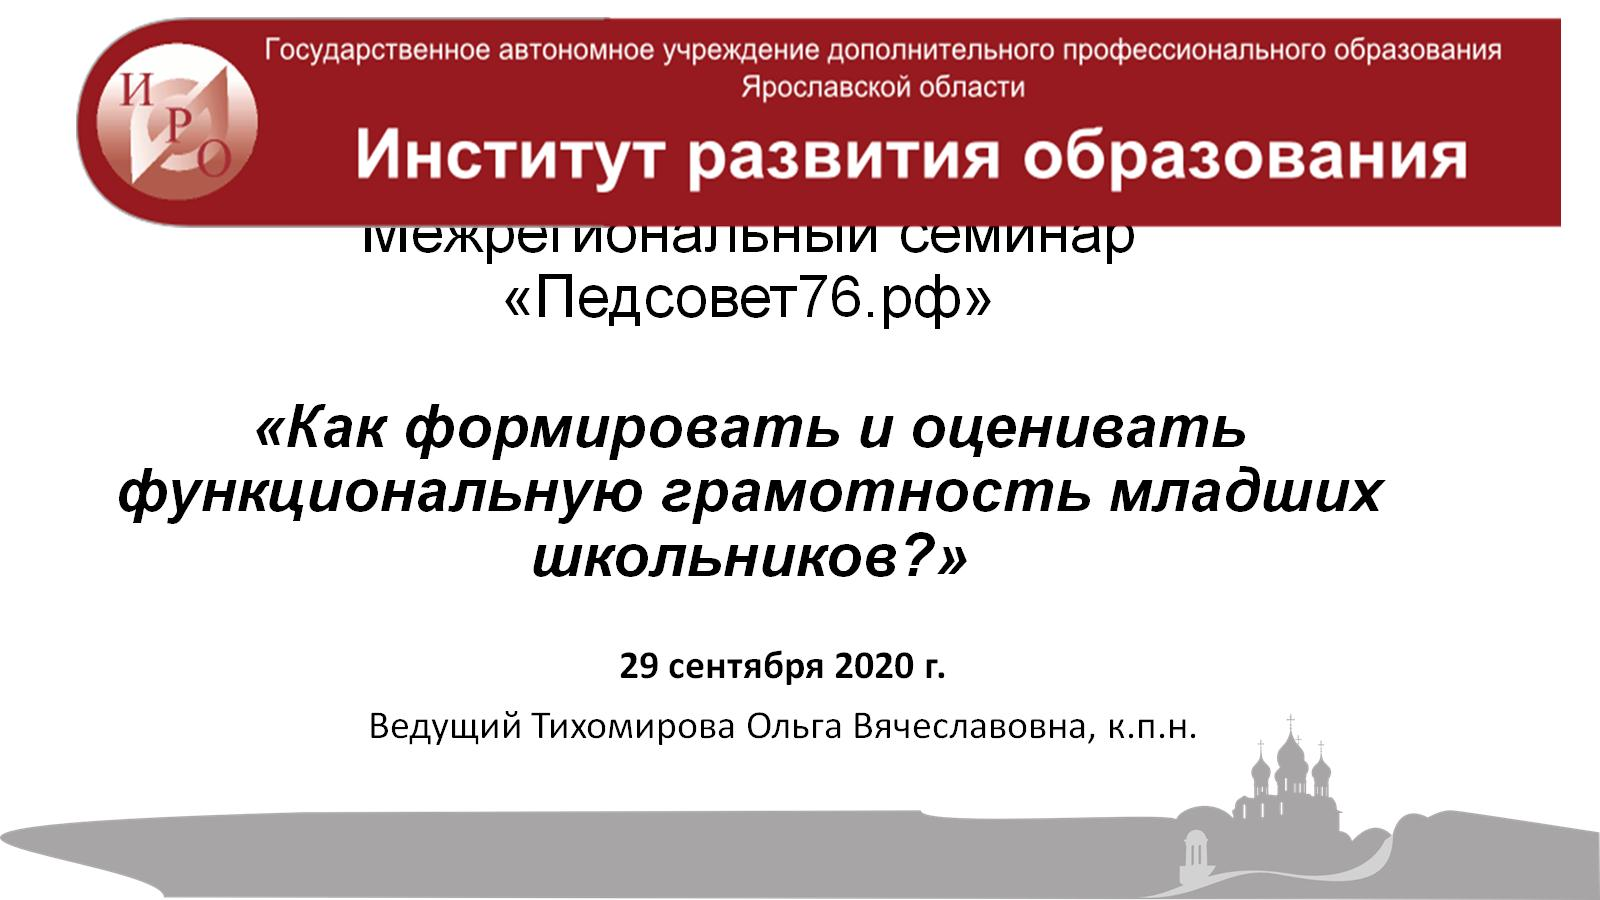 Государственное автономное учреждение дополнительного профессионального образования
Ярославской области
И
Р
О
Институт развития образования
Межрегиональный семинар
«Педсовет76.рф»
«Как формировать и оценивать
функциональную грамотность младших
школьников?»
29 сентября 2020 г.
Ведущий Тихомирова Ольга Вячеславовна, к.п.н.